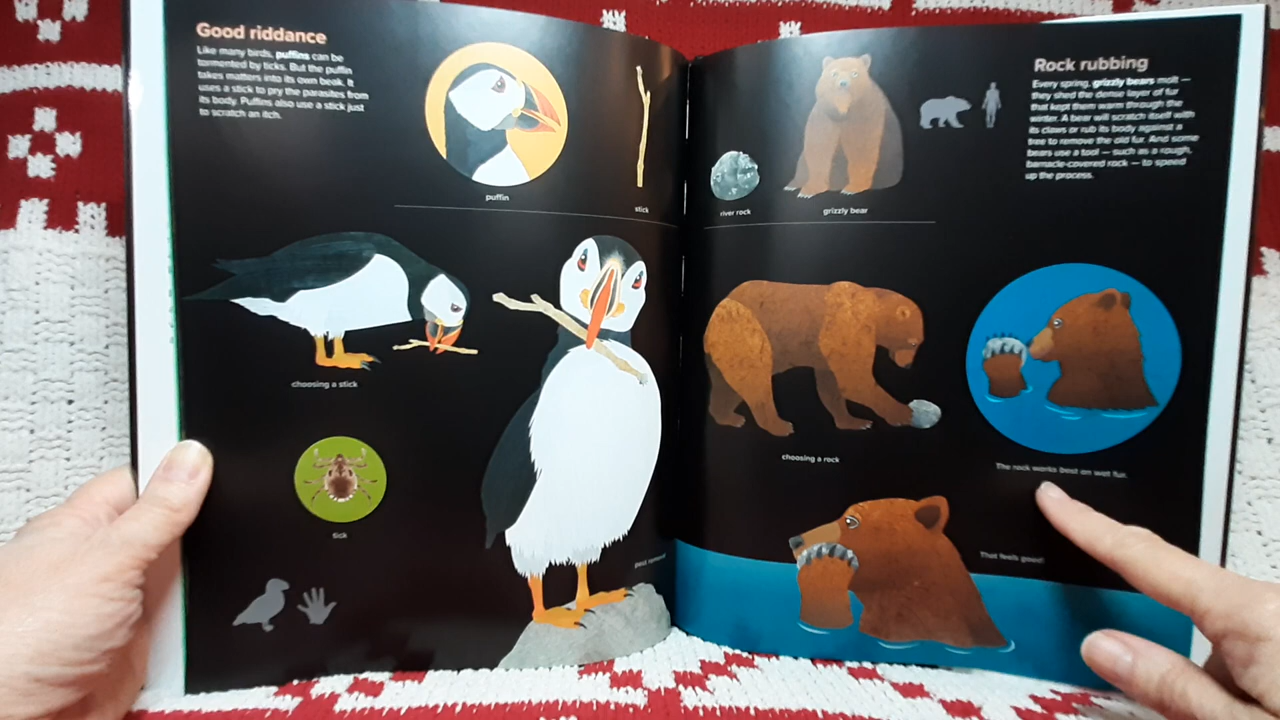 Good riddance
Like many birds, puffins can be
tormented by ticks. But the puffin
takes matters into its own beak. It
uses a stick to pry the parasites from
its body. Puffins also use a stick just
to scratch an itch.
puffin
stick
choosing a stick
tick
pest removal
Rock rubbing
Every spring, grizzly bears molt —
they shed the dense layer of fur
that kept them warm through the
winter. A bear will scratch itself with
its claws or rub its body against a
tree to remove the old fur. And some
bears use a tool — such as a rough,
barnacle-covered rock — to speed
up the process.
river rock
grizzly bear
choosing a rock
The rock works best on wet fur.
That feels good!